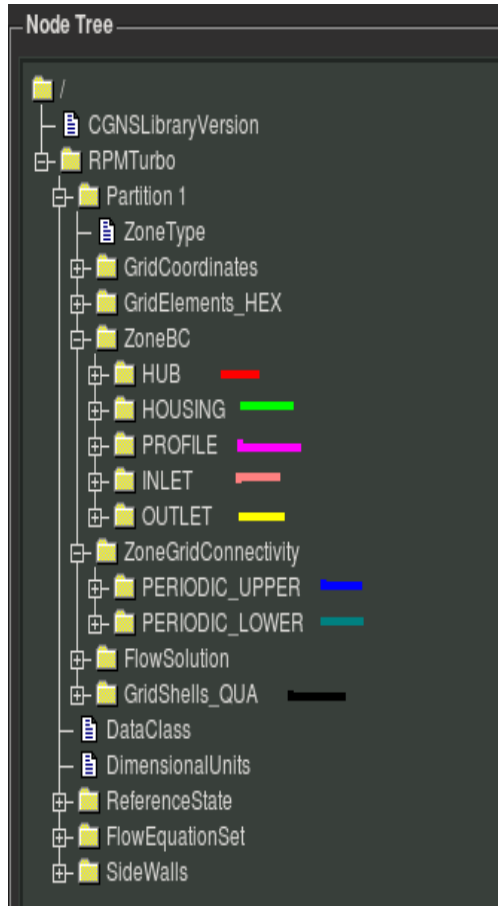 Node Tree
/
CGNSLibraryVersion
RPMTurbo
Partition 1
ZoneType
GridCoordinates
GridElements_HEX
ZoneBC
HUB
HOUSING
PROFILE
INLET
OUTLET
ZoneGridConnectivity
PERIODIC_UPPER
PERIODIC_LOWER
FlowSolution
GridShells_QUA
DataClass
DimensionalUnits
ReferenceState
FlowEquationSet
SideWalls